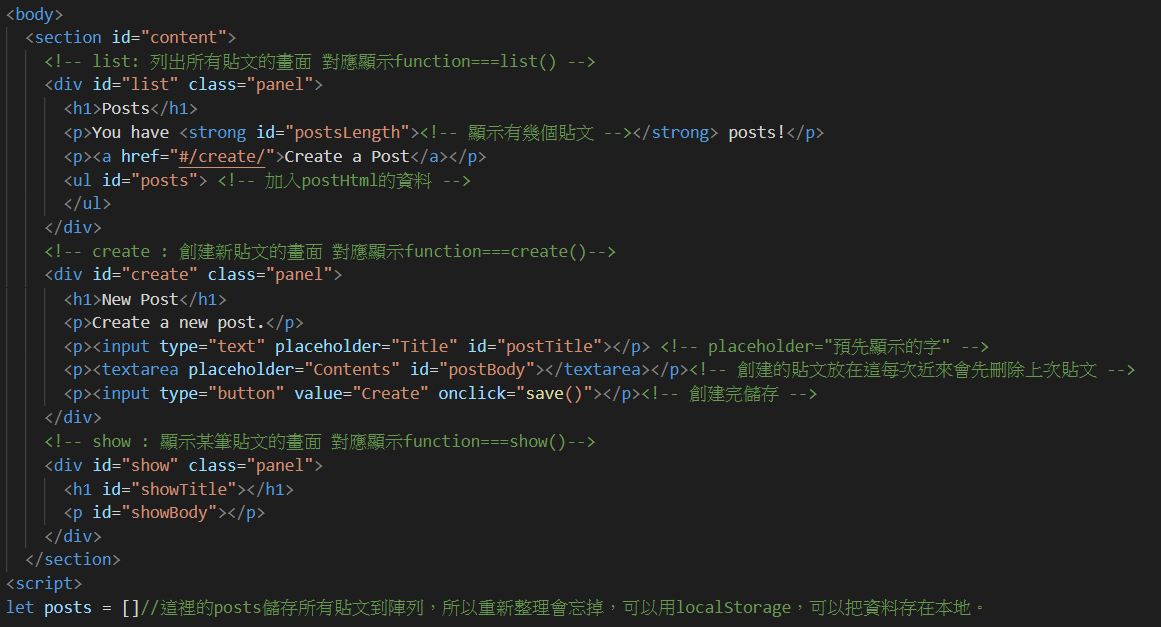 <body>
<section id="content">
<!-- list: 列出所有貼文的畫面 對應顯示function===list() -->
<div id="list" class="panel">
<h1>Posts</h1>
<p>You have <strong id="postsLength"><!-- 顯示有幾個貼文 --></strong> posts!</p>
<p><a href="#/create/">Create a Post</a></p>
<ul id="posts"> <!-- 加入postHtml的資料 -->
</ul>
</div>
<!-- create : 創建新貼文的畫面 對應顯示function===create()-->
<div id="create" class="panel">
<h1>New Post</h1>
<p>Create a new post.</p>
<p><input type="text" placeholder="Title" id="postTitle"></p> <!-- placeholder="預先顯示的字" -->
<p><textarea placeholder="Contents" id="postBody"></textarea></p><!-- 創建的貼文放在這每次近來會先刪除上次貼文 -->
<p><input type="button" value="Create" onclick="save()"></p><!-- 創建完儲存 -->
</div>
<!-- show : 顯示某筆貼文的畫面 對應顯示function===show()-->
<div id="show" class="panel">
<h1 id="showTitle"></h1>
<p id="showBody"></p>
</div>
</section>
<script>
let posts = []//這裡的posts儲存所有貼文到陣列，所以重新整理會忘掉，可以用localStorage，可以把資料存在本地。